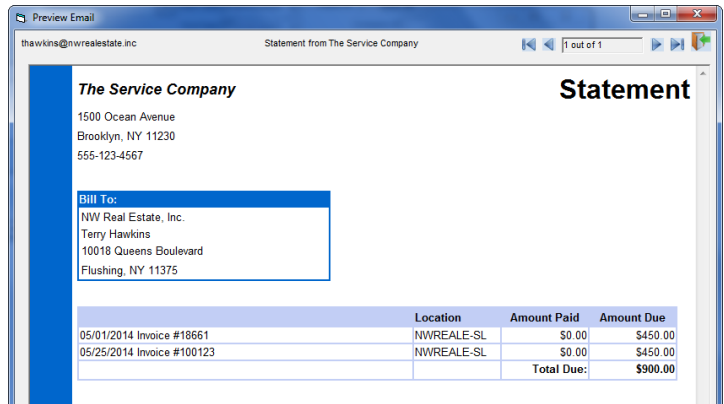 Preview Email
thawkins@nwrealestate.inc Statement from The Service Company 1 out of 1
The Service Company Statement
1500 Ocean Avenue
Brooklyn, NY 11230
555-123-4567
Bill To:
NW Real Estate, Inc.
Terry Hawkins
10018 Queens Boulevard
Flushing, NY 11375
Location Amount Paid Amount Due
05/01/2014 Invoice #18661 NWREALE-SL $0.00 $450.00
05/25/2014 Invoice #100123 NWREALE-SL $0.00 $450.00
Total Due: $900.00